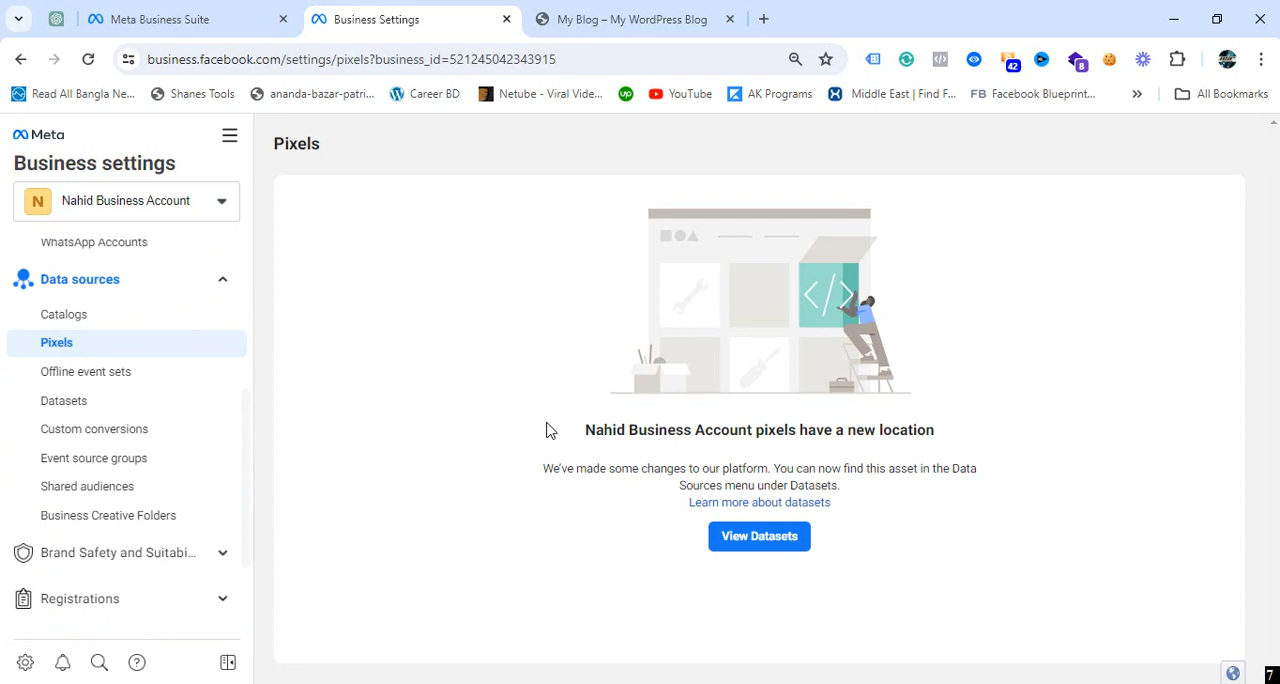 Meta Business Suite
Business Settings
My Blog – My WordPress Blog
business.facebook.com/settings/pixels?business_id=521245042343915
42
8
Read All Bangla Ne...
Shanes Tools
ananda-bazar-patri...
Career BD
Netube - Viral Vide...
up
YouTube
AK Programs
Middle East | Find F...
FB Facebook Blueprint...
All Bookmarks
Meta
Business settings
N Nahid Business Account
WhatsApp Accounts
Data sources
Catalogs
Pixels
Offline event sets
Datasets
Custom conversions
Event source groups
Shared audiences
Business Creative Folders
Brand Safety and Suitabi...
Registrations
Pixels
Nahid Business Account pixels have a new location
We've made some changes to our platform. You can now find this asset in the Data
Sources menu under Datasets.
Learn more about datasets
View Datasets
7